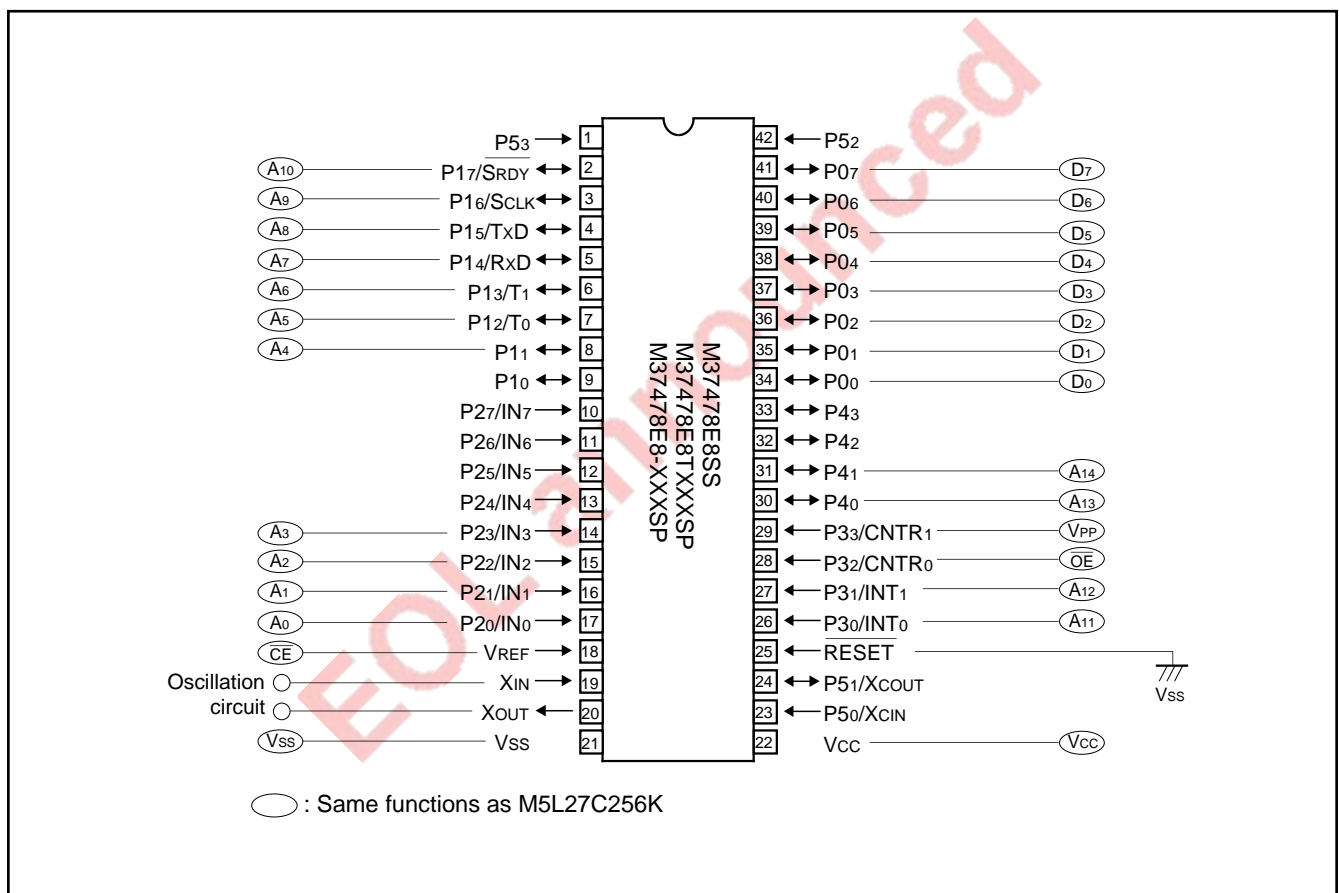 P53 1 42 P52
A10 P17/SRDY 2 41 P07 D7
A9 P16/SCLK 3 40 P06 D6
A8 P15/TXD 4 39 P05 D5
A7 P14/RXD 5 38 P04 D4
A6 P13/T1 6 37 P03 D3
A5 P12/T0 7 36 P02 D2
A4 P11 8 35 P01 D1
P10 9 34 P00 D0
P27/IN7 10 33 P43
P26/IN6 11 32 P42
P25/IN5 12 31 P41 A14
P24/IN4 13 30 P40 A13
A3 P23/IN3 14 29 P33/CNTR1 VPP
A2 P22/IN2 15 28 P32/CNTR0 OE
A1 P21/IN1 16 27 P31/INT1 A12
A0 P20/IN0 17 26 P30/INT0 A11
CE VREF 18 25 RESET
Oscillation XIN 19 24 P51/XCOUT VSS
circuit XOUT 20 23 P50/XCIN
VSS VSS 21 22 VCC VCC
M37478E8SS
M37478E8TXXXSP
M37478E8-XXXSP
: Same functions as M5L27C256K
EOL announced